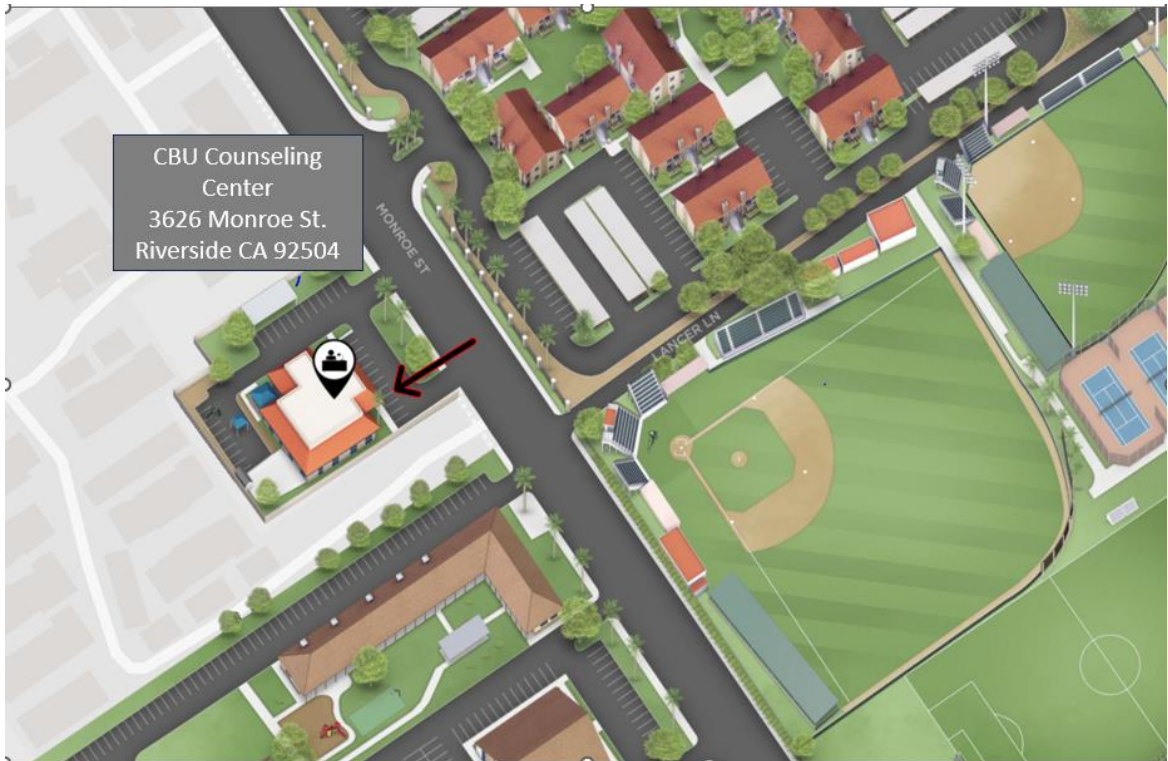 CBU Counseling
Center
3626 Monroe St.
Riverside CA 92504
MONROE ST
LANCER LN